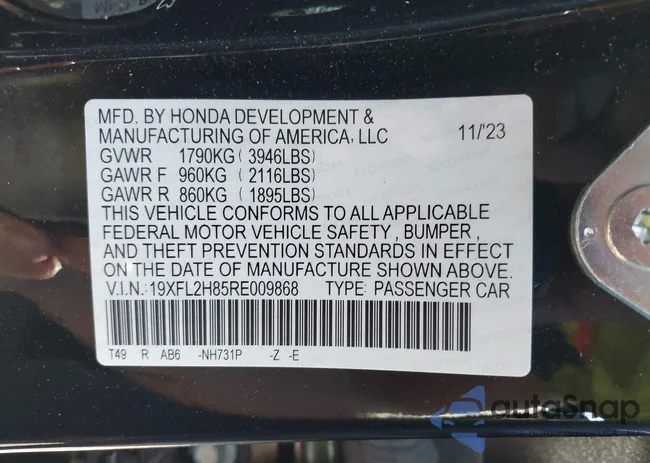 MFD. BY HONDA DEVELOPMENT &
MANUFACTURING OF AMERICA, LLC 11/'23
GVWR 1790KG (3946LBS)
GAWR F 960KG (2116LBS)
GAWR R 860KG (1895LBS)
THIS VEHICLE CONFORMS TO ALL APPLICABLE
FEDERAL MOTOR VEHICLE SAFETY, BUMPER,
AND THEFT PREVENTION STANDARDS IN EFFECT
ON THE DATE OF MANUFACTURE SHOWN ABOVE.
V.I.N.: 19XFL2H85RE009868 TYPE: PASSENGER CAR
T49 R AB6 -NH731P -Z -E
autoSnap